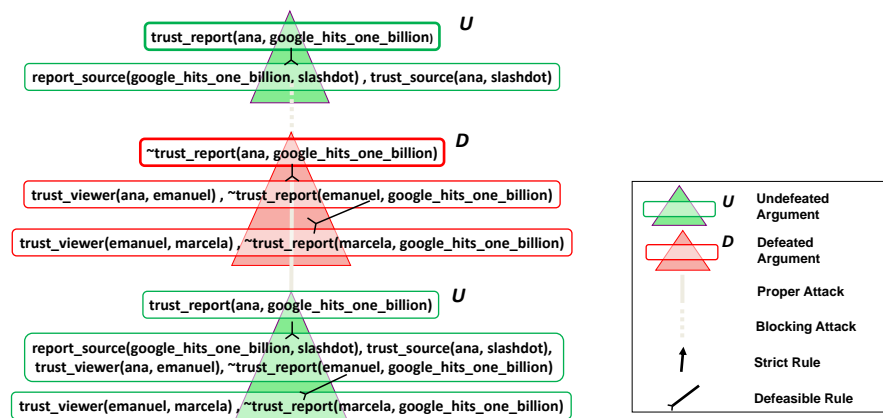 trust_report(ana, google_hits_one_billion)
U
report_source(google_hits_one_billion, slashdot) , trust_source(ana, slashdot)
~trust_report(ana, google_hits_one_billion)
D
trust_viewer(ana, emanuel) , ~trust_report(emanuel, google_hits_one_billion)
trust_viewer(emanuel, marcela) , ~trust_report(marcela, google_hits_one_billion)
trust_report(ana, google_hits_one_billion)
U
report_source(google_hits_one_billion, slashdot), trust_source(ana, slashdot),
trust_viewer(ana, emanuel), ~trust_report(emanuel, google_hits_one_billion)
trust_viewer(emanuel, marcela) , ~trust_report(marcela, google_hits_one_billion)
U
Undefeated
Argument
D
Defeated
Argument
Proper Attack
Blocking Attack
Strict Rule
Defeasible Rule